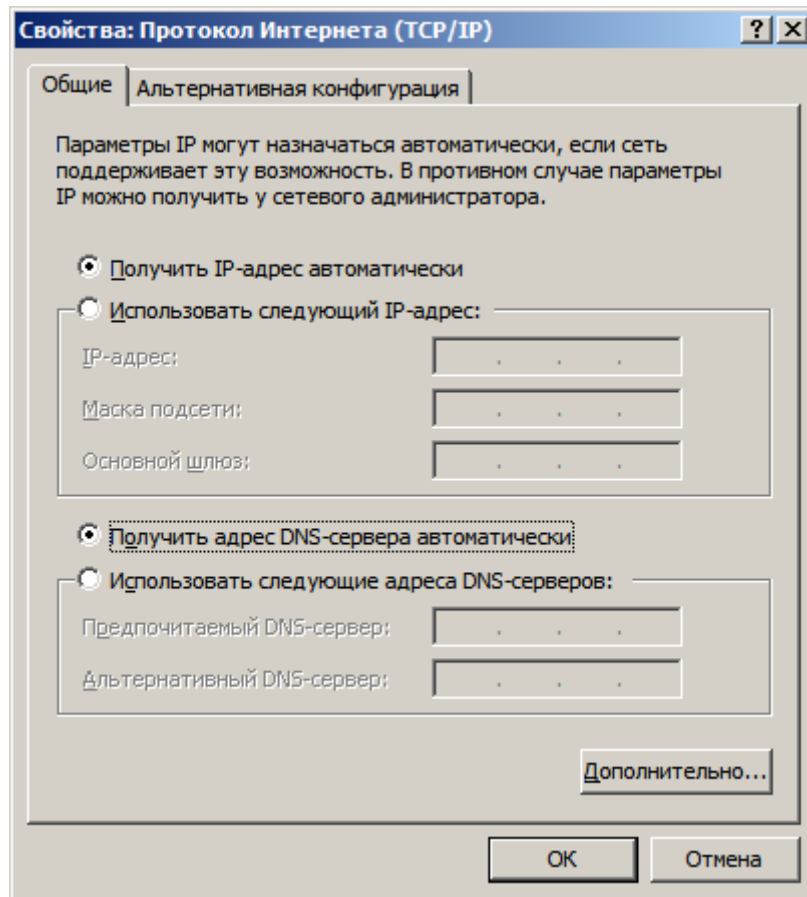 Свойства: Протокол Интернета (TCP/IP)
Общие
Альтернативная конфигурация
Параметры IP могут назначаться автоматически, если сеть
поддерживает эту возможность. В противном случае параметры
IP можно получить у сетевого администратора.
Получить IP-адрес автоматически
Использовать следующий IP-адрес:
IP-адрес:
Маска подсети:
Основной шлюз:
Получить адрес DNS-сервера автоматически
Использовать следующие адреса DNS-серверов:
Предпочитаемый DNS-сервер:
Альтернативный DNS-сервер:
Дополнительно...
ОК
Отмена